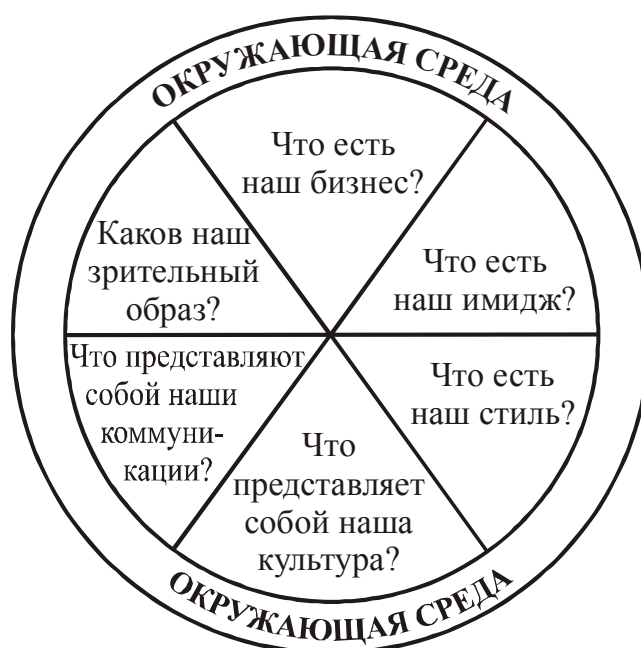 ОКРУЖАЮЩАЯ СРЕДА
Что есть
наш бизнес?
Что есть
наш имидж?
Что есть
наш стиль?
Что
представляет
собой наша
культура?
Что представляют
собой наши
коммуни-
кации?
Каков наш
зрительный
образ?
ОКРУЖАЮЩАЯ СРЕДА